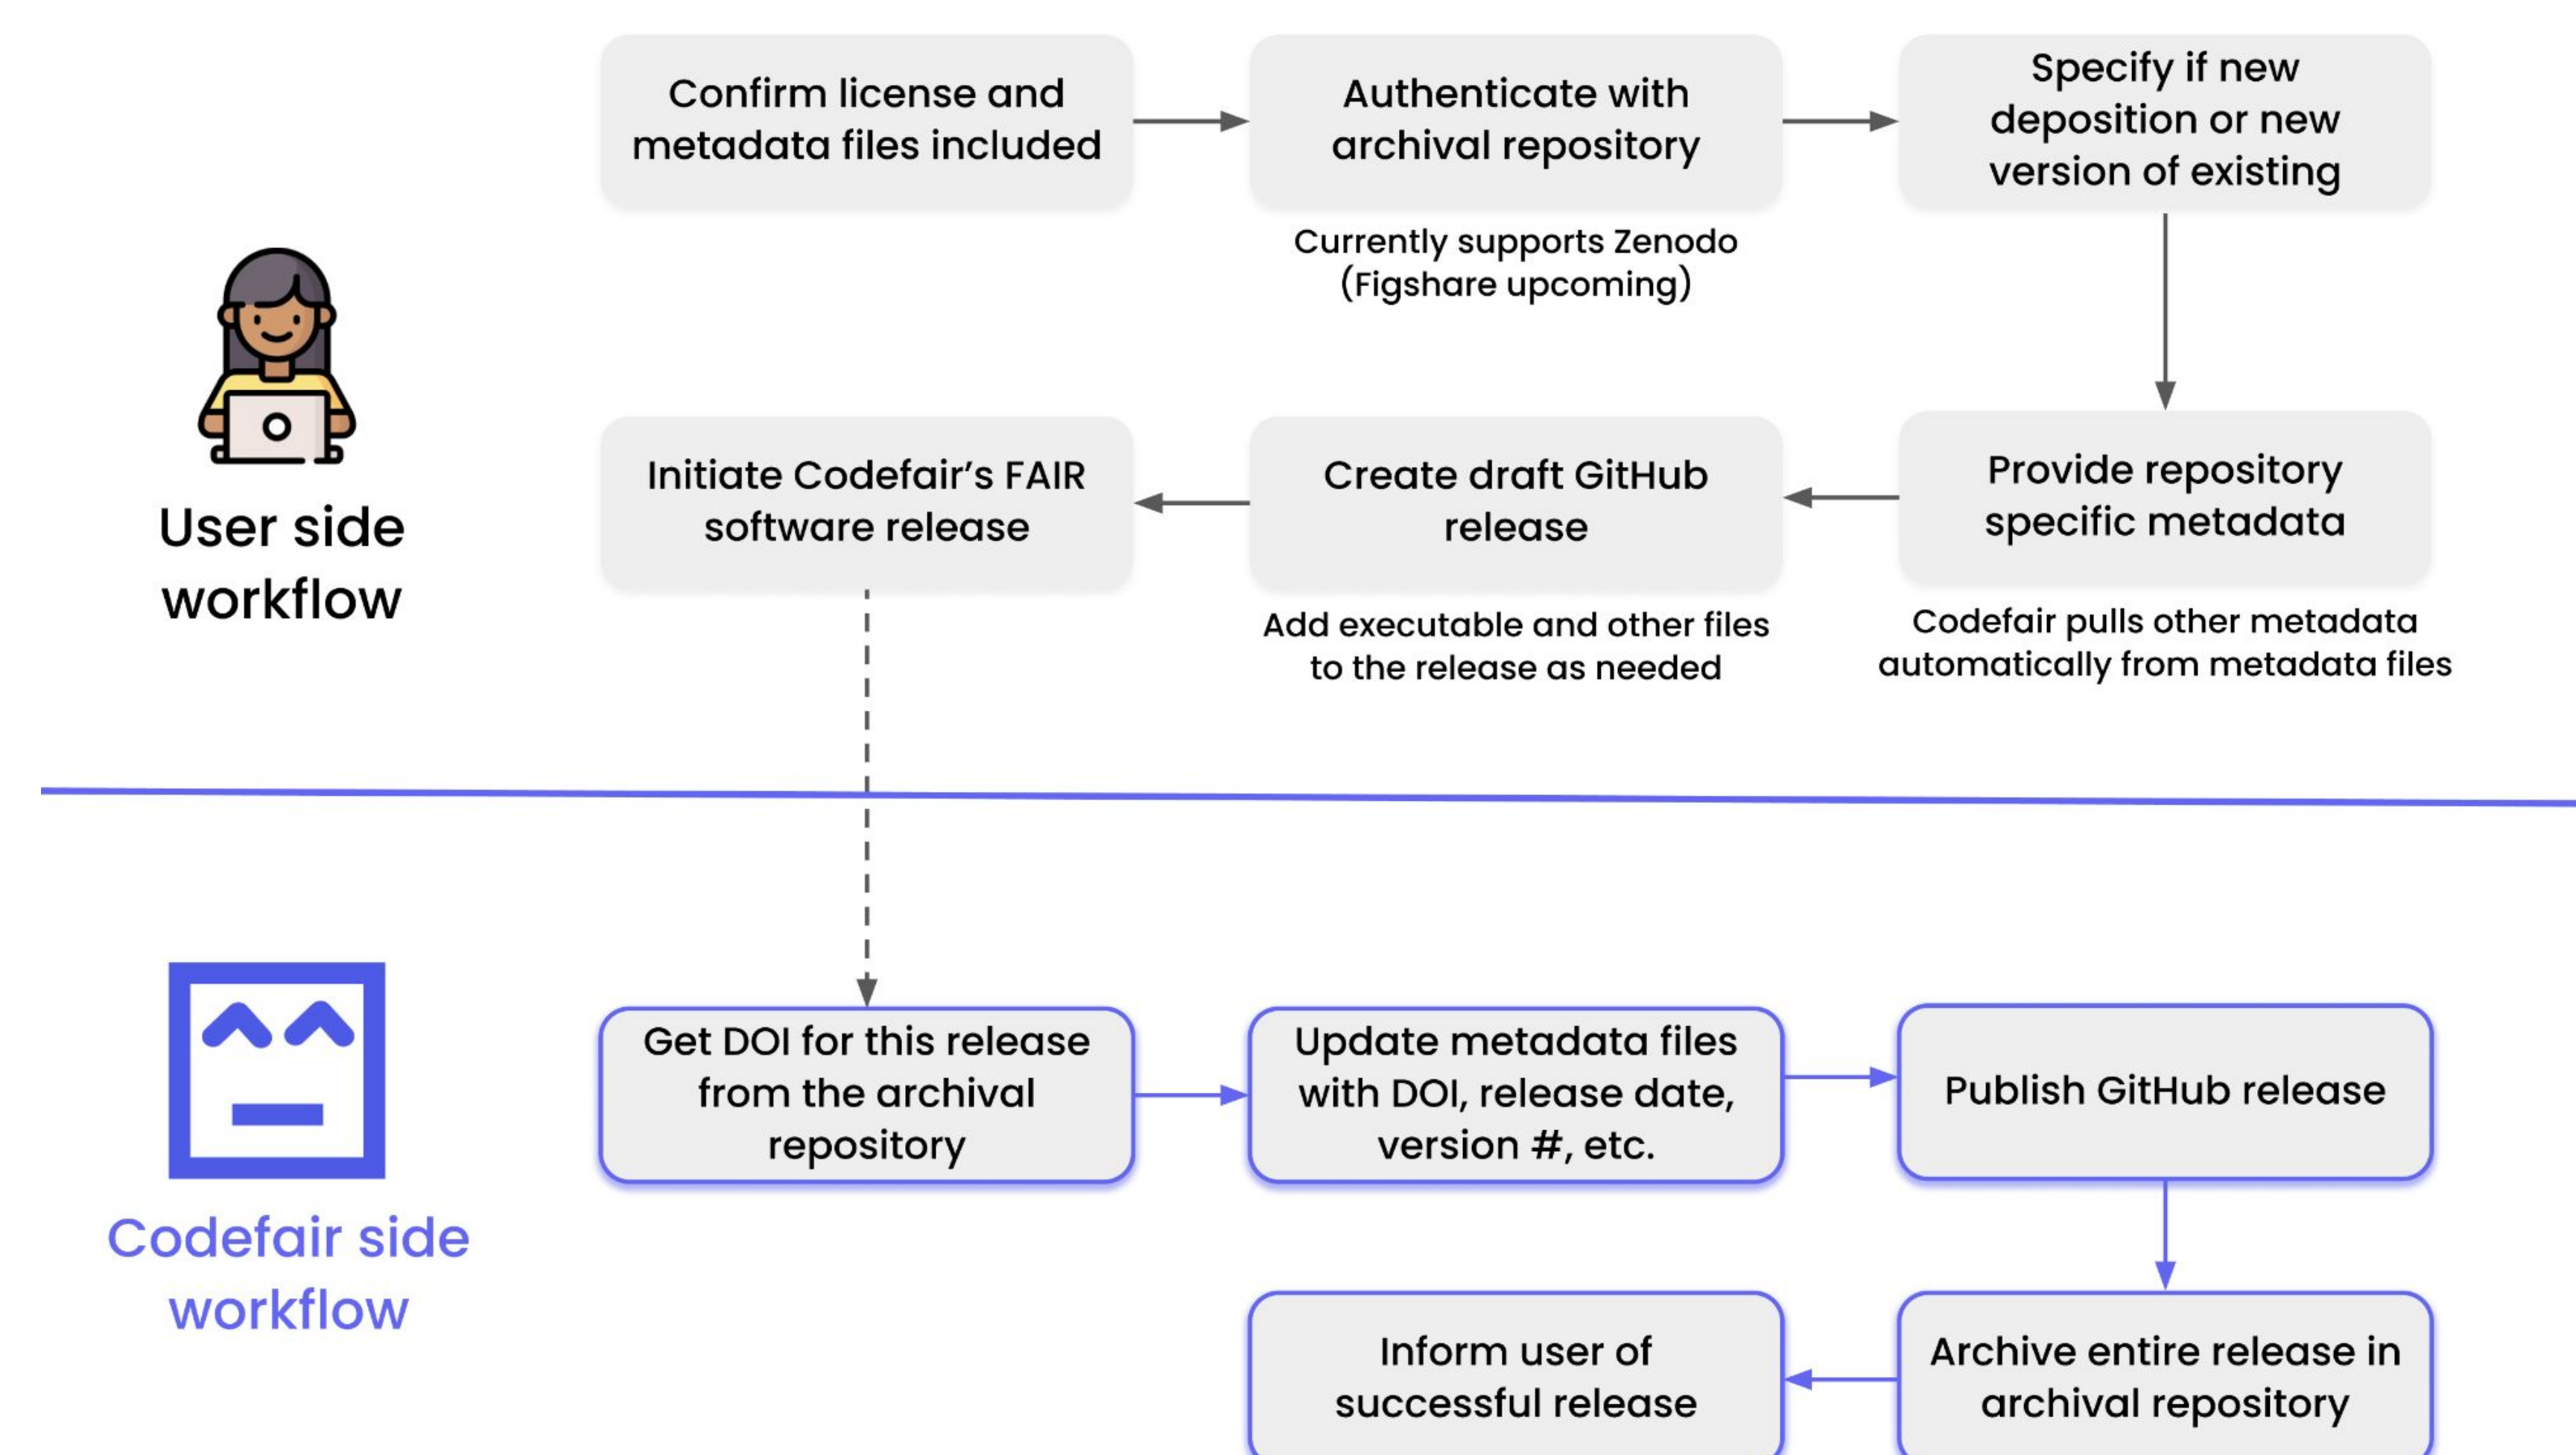 Confirm license and
metadata files included
Authenticate with
archival repository
Currently supports Zenodo
(Figshare upcoming)
Specify if new
deposition or new
version of existing
User side
workflow
Provide repository
specific metadata
Codefair pulls other metadata
automatically from metadata files
Create draft GitHub
release
Add executable and other files
to the release as needed
Initiate Codefair’s FAIR
software release
Codefair side
workflow
Get DOI for this release
from the archival
repository
Update metadata files
with DOI, release date,
version #, etc.
Publish GitHub release
Archive entire release in
archival repository
Inform user of
successful release